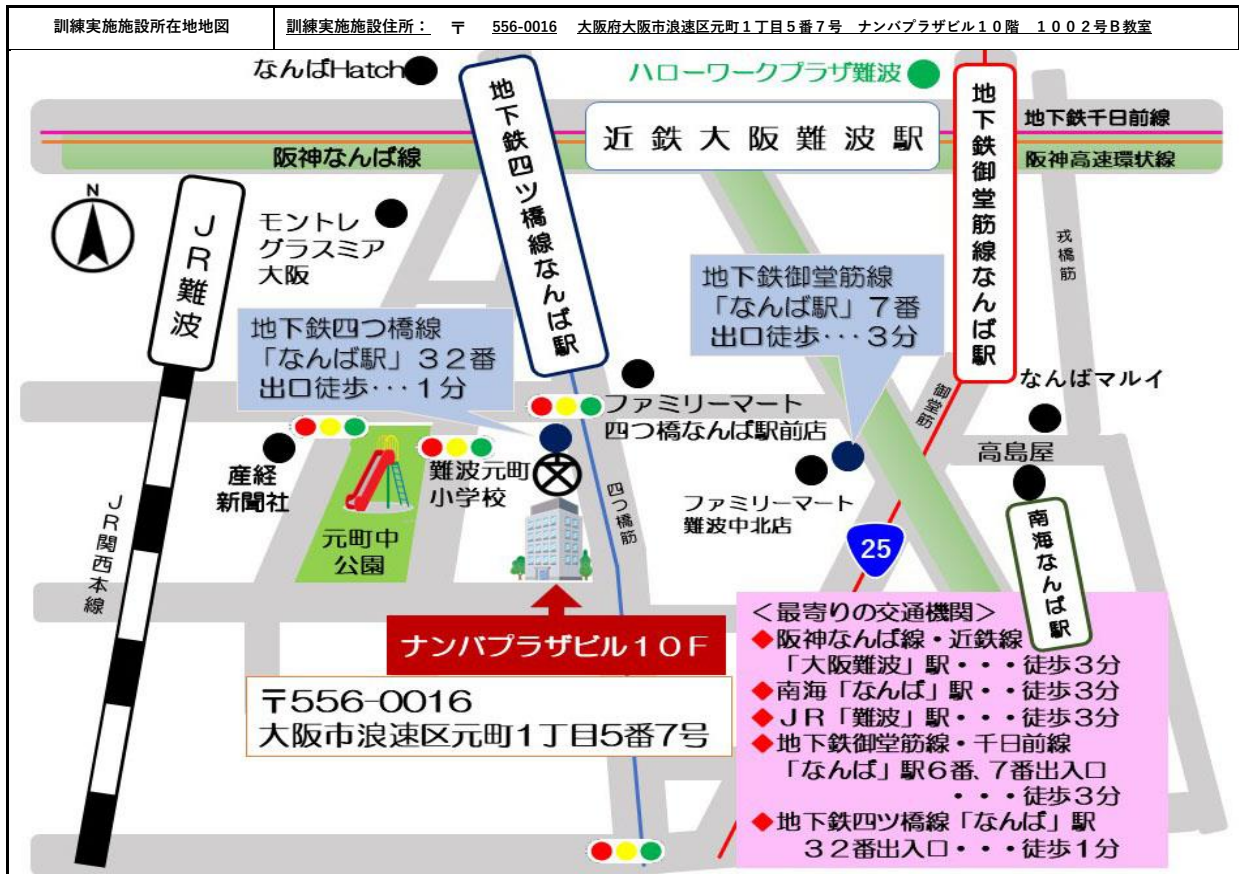 訓練実施施設所在地地図
訓練実施施設住所： 〒 556-0016 大阪府大阪市浪速区元町１丁目５番７号 ナンバプラザビル１０階 １００２号Ｂ教室
なんばHatch
ハローワークプラザ難波
地下鉄四ツ橋線なんば駅
近鉄大阪難波駅
地下鉄御堂筋線なんば駅
地下鉄千日前線
阪神なんば線
阪神高速環状線
N
ＪＲ難波
モントレ
グラスミア
大阪
戎橋筋
地下鉄四つ橋線
「なんば駅」３２番
出口徒歩・・・１分
地下鉄御堂筋線
「なんば駅」７番
出口徒歩・・・３分
なんばマルイ
御堂筋
ファミリーマート
四つ橋なんば駅前店
高島屋
産経
新聞社
難波元町
小学校
ファミリーマート
難波中北店
四つ橋筋
ＪＲ関西本線
元町中
公園
25
南海なんば駅
ナンバプラザビル１０Ｆ
〒556-0016
大阪市浪速区元町1丁目5番7号
＜最寄りの交通機関＞
◆阪神なんば線・近鉄線
「大阪難波」駅・・・徒歩３分
◆南海「なんば」駅・・徒歩３分
◆ＪＲ「難波」駅・・・徒歩３分
◆地下鉄御堂筋線・千日前線
「なんば」駅６番、７番出入口
・・・徒歩３分
◆地下鉄四ツ橋線「なんば」駅
３２番出入口・・・徒歩１分